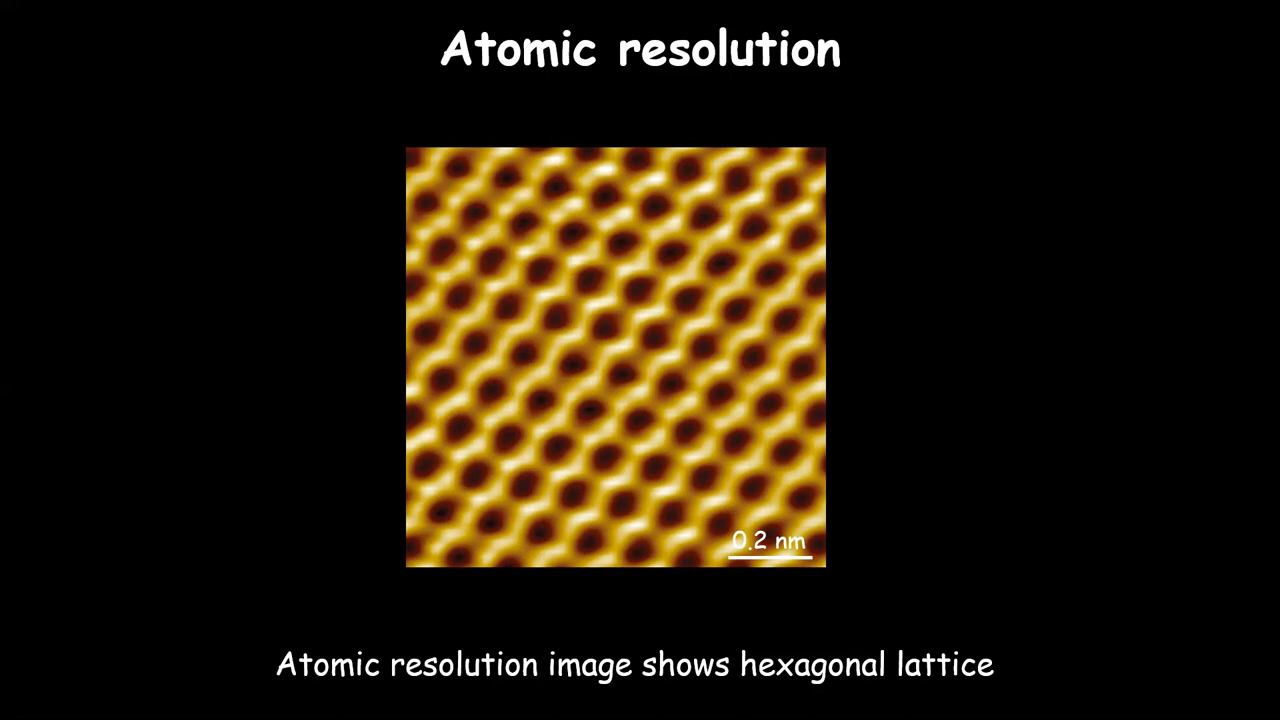 Atomic resolution
0.2 nm
Atomic resolution image shows hexagonal lattice